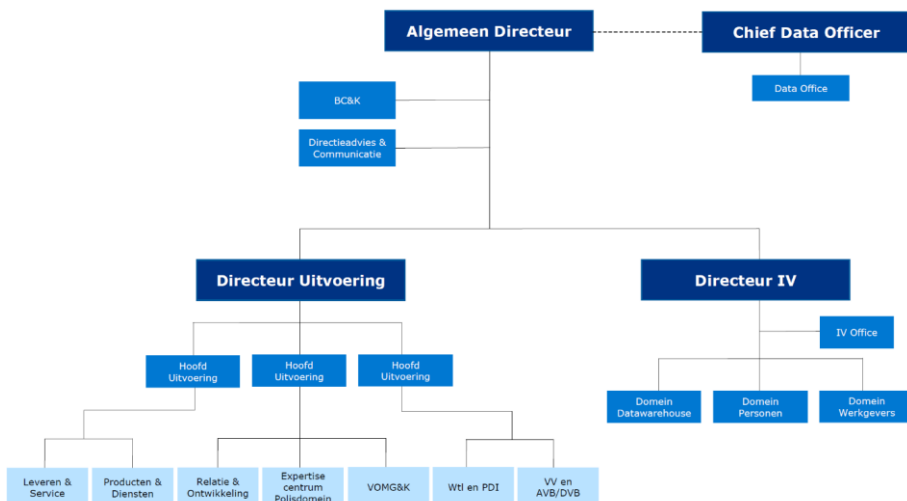 Algemeen Directeur
Chief Data Officer
Data Office
BC&K
Directieadvies &
Communicatie
Directeur Uitvoering
Directeur IV
IV Office
Hoofd
Uitvoering
Hoofd
Uitvoering
Hoofd
Uitvoering
Domein
Datawarehouse
Domein
Personen
Domein
Werkgevers
Leveren &
Service
Producten &
Diensten
Relatie &
Ontwikkeling
Expertise
centrum
Polisdomein
VOMG&K
Wtl en PDI
VV en
AVB/DVB